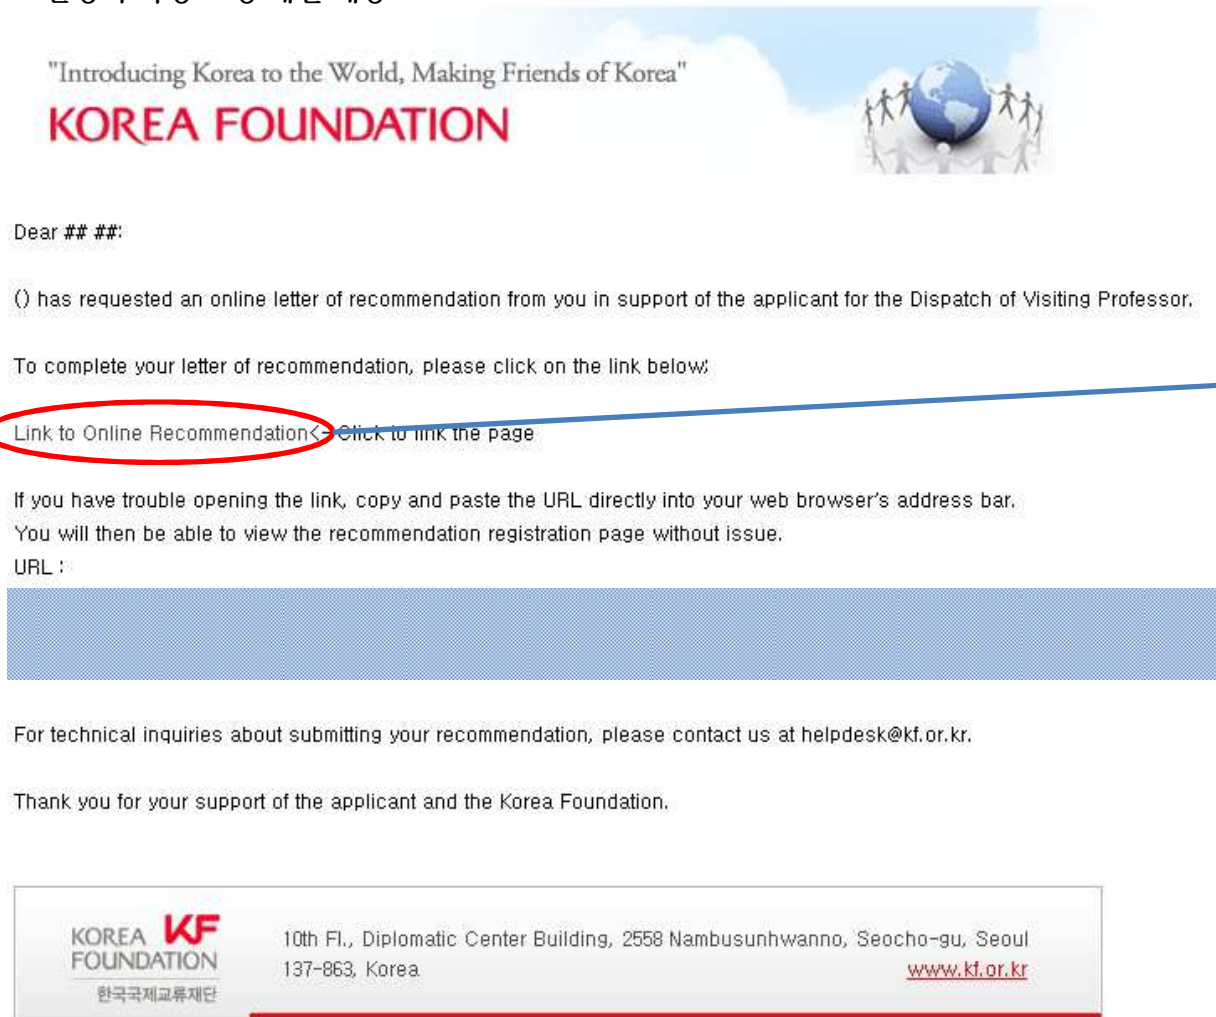 "Introducing Korea to the World, Making Friends of Korea"
KOREA FOUNDATION
Dear ## ##:
() has requested an online letter of recommendation from you in support of the applicant for the Dispatch of Visiting Professor.
To complete your letter of recommendation, please click on the link below:
Link to Online Recommendation<- Click to link the page
If you have trouble opening the link, copy and paste the URL directly into your web browser's address bar.
You will then be able to view the recommendation registration page without issue.
URL :
For technical inquiries about submitting your recommendation, please contact us at helpdesk@kf.or.kr.
Thank you for your support of the applicant and the Korea Foundation.
KOREA KF
FOUNDATION
한국국제교류재단
10th Fl., Diplomatic Center Building, 2558 Nambusunhwanno, Seocho-gu, Seoul
137-863, Korea
www.kf.or.kr